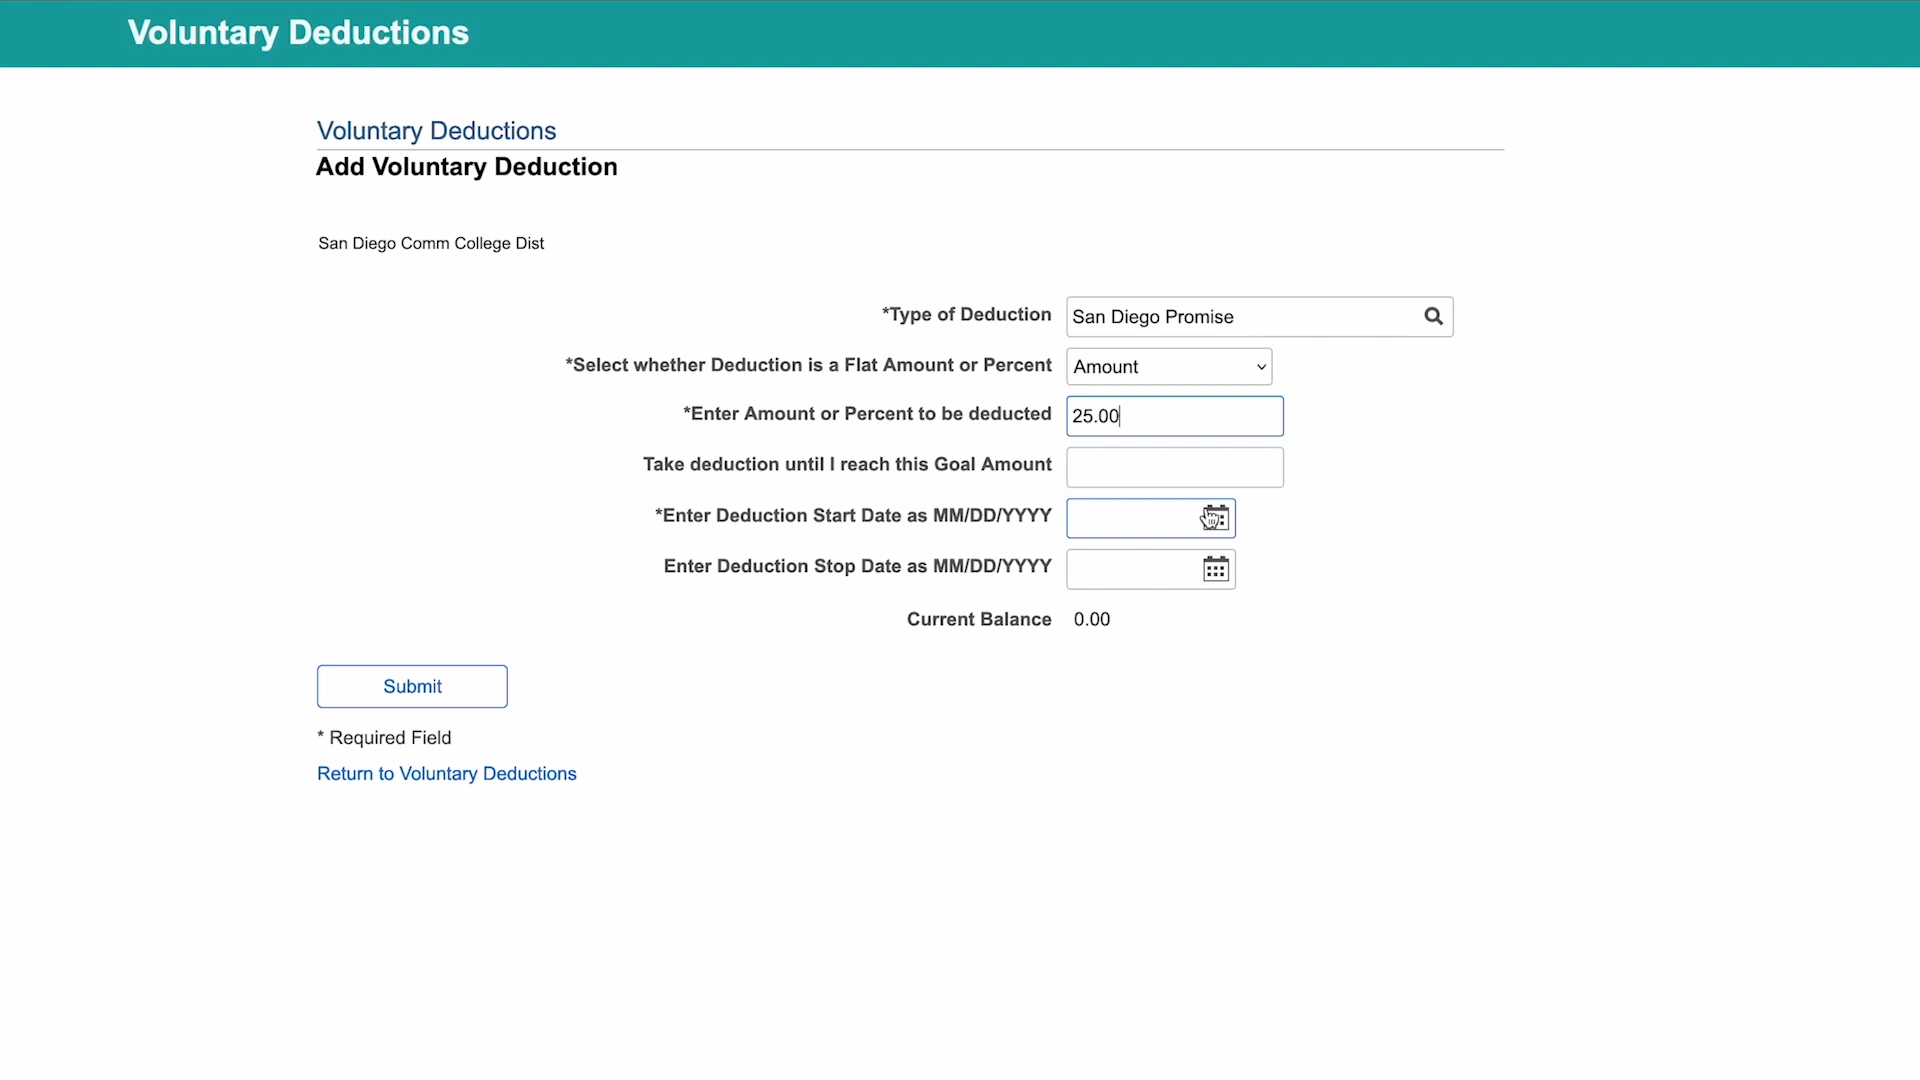 Voluntary Deductions
Voluntary Deductions
Add Voluntary Deduction
San Diego Comm College Dist
*Type of Deduction San Diego Promise
*Select whether Deduction is a Flat Amount or Percent Amount
*Enter Amount or Percent to be deducted 25.00
Take deduction until I reach this Goal Amount
*Enter Deduction Start Date as MM/DD/YYYY
Enter Deduction Stop Date as MM/DD/YYYY
Current Balance 0.00
Submit
* Required Field
Return to Voluntary Deductions